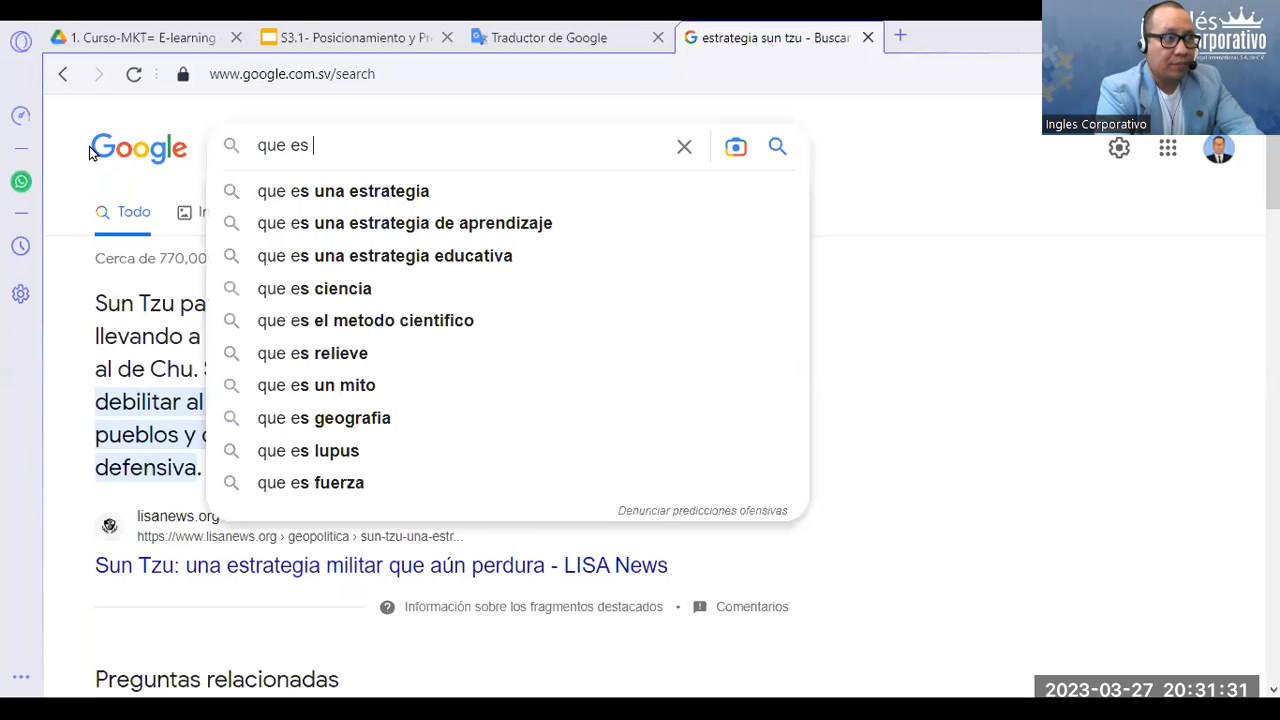 1. Curso-MKT= E-learning
S3.1- Posicionamiento y Pr
Traductor de Google
estrategia sun tzu - Buscar
www.google.com.sv/search
Inglés
Corporativo
Ingles Corporativo
Google
que es
Todo
que es una estrategia
que es una estrategia de aprendizaje
que es una estrategia educativa
que es ciencia
que es el metodo cientifico
que es relieve
que es un mito
que es geografia
que es lupus
que es fuerza
Denunciar predicciones ofensivas
Cerca de 770,00
Sun Tzu pa
llevando a
al de Chu.
debilitar al
pueblos y
defensiva.
lisanews.org
https://www.lisanews.org › geopolitica › sun-tzu-una-estr...
Sun Tzu: una estrategia militar que aún perdura - LISA News
Información sobre los fragmentos destacados • Comentarios
Preguntas relacionadas
2023-03-27 20:31:31